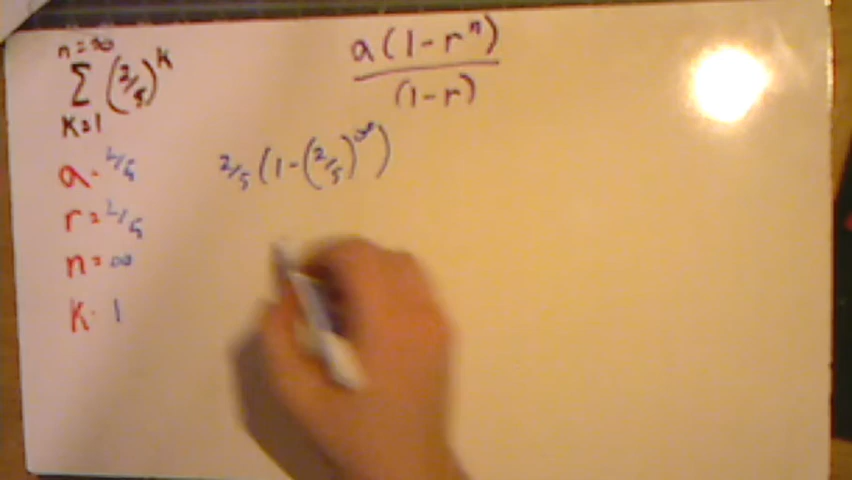 n=∞
∑ (2/5)^k
k=1
a(1-r^n)
(1-r)
a = 2/5
2/5 (1-(2/5)^∞)
r = 2/5
n = ∞
k = 1